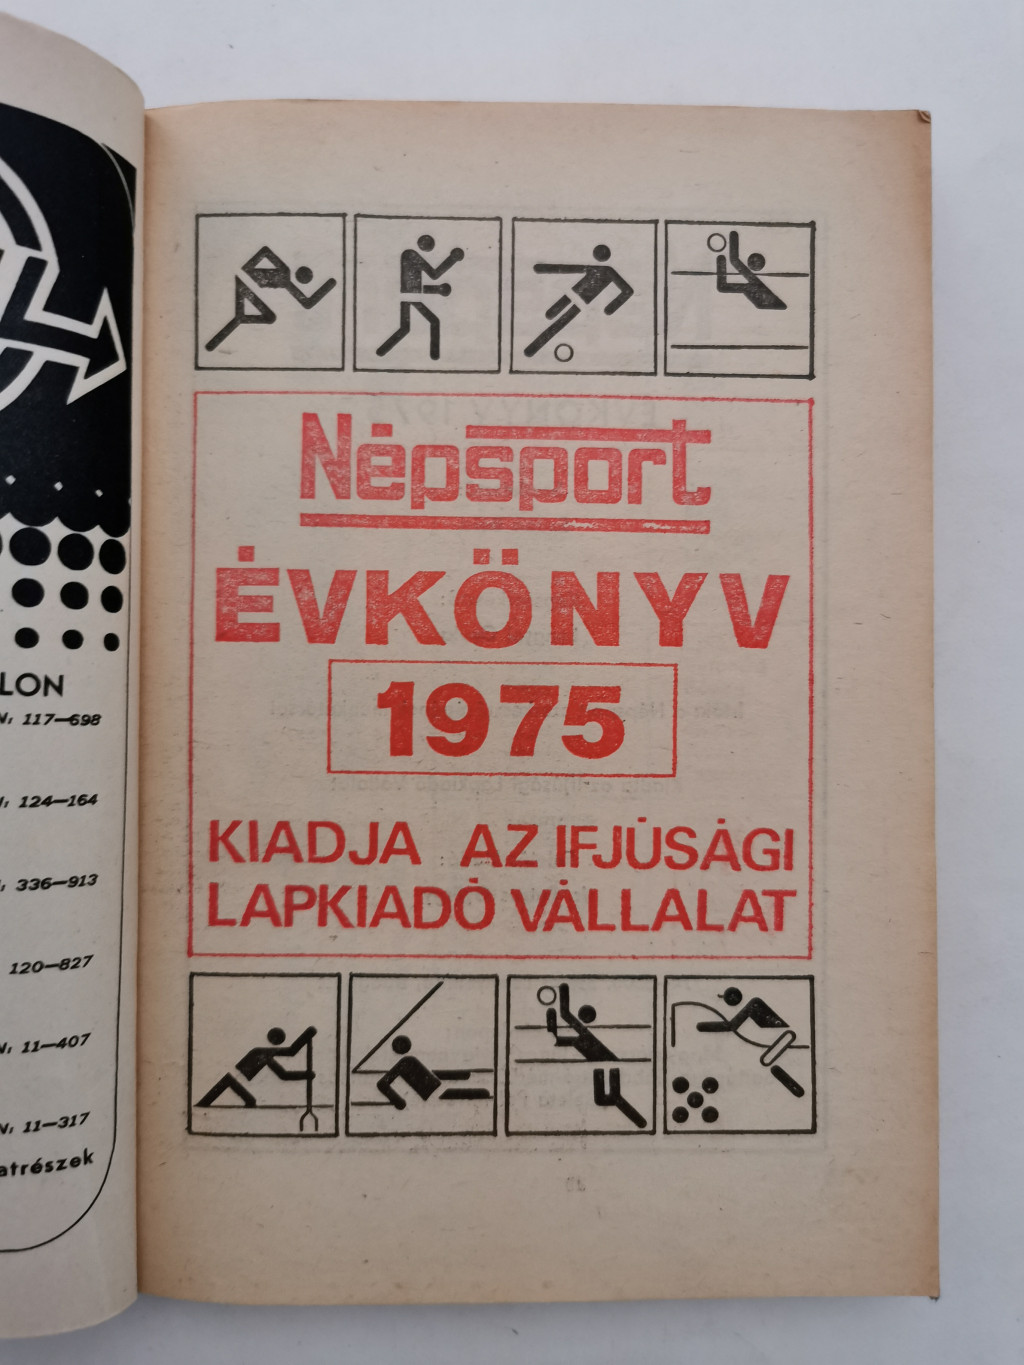 LON
N: 117—698
N: 124—164
: 336—913
120—827
N: 11—407
N: 11—317
atrészek
Népsport
ÉVKÖNYV
1975
KIADJA AZ IFJÚSÁGI
LAPKIADÓ VÁLLALAT